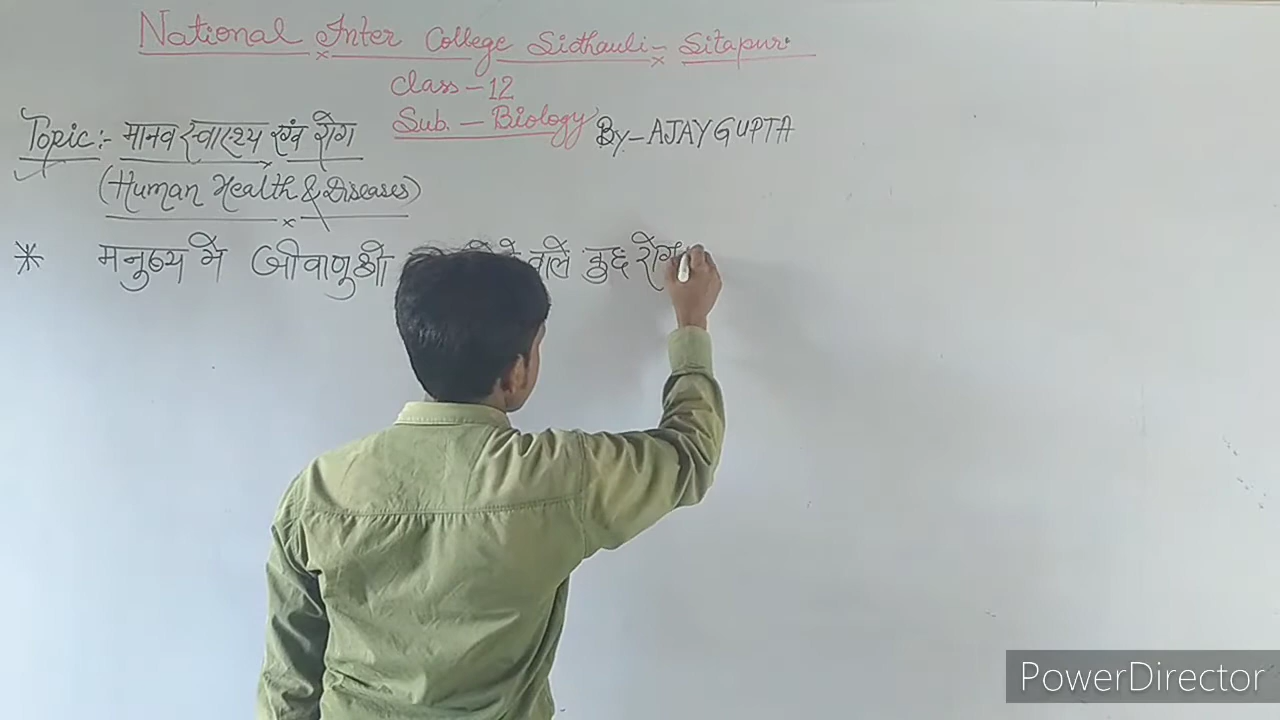 National Inter College Sidhauli - Sitapur
Class - 12
Sub. - Biology By:- AJAY GUPTA
Topic:- मानव स्वास्थ्य एवं रोग
(Human Health & Diseases)
* मनुष्य मे जीवाणुओ वाले कुछ रोग
PowerDirector